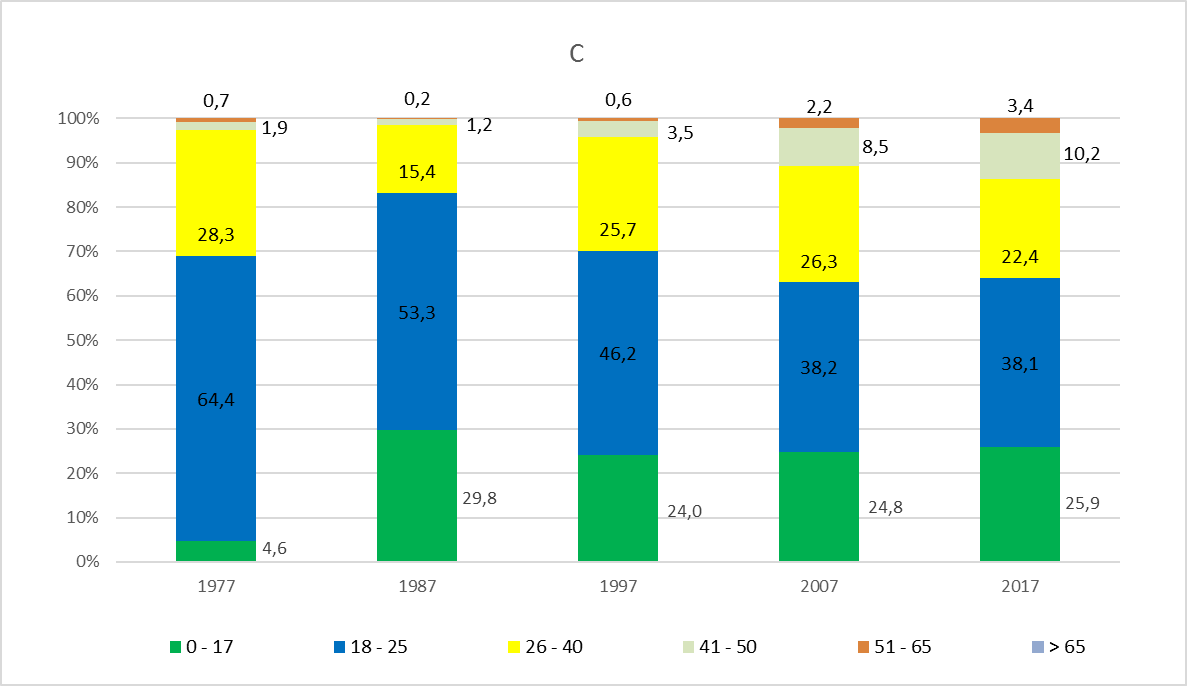 C
0,7 0,2 0,6 2,2 3,4
100%
1,9 1,2 3,5 8,5 10,2
90%
28,3 15,4 25,7 26,3 22,4
80%
70%
60%
64,4 53,3 46,2 38,2 38,1
50%
40%
30%
20%
4,6 29,8 24,0 24,8 25,9
10%
0%
1977 1987 1997 2007 2017
0 - 17 18 - 25 26 - 40 41 - 50 51 - 65 > 65